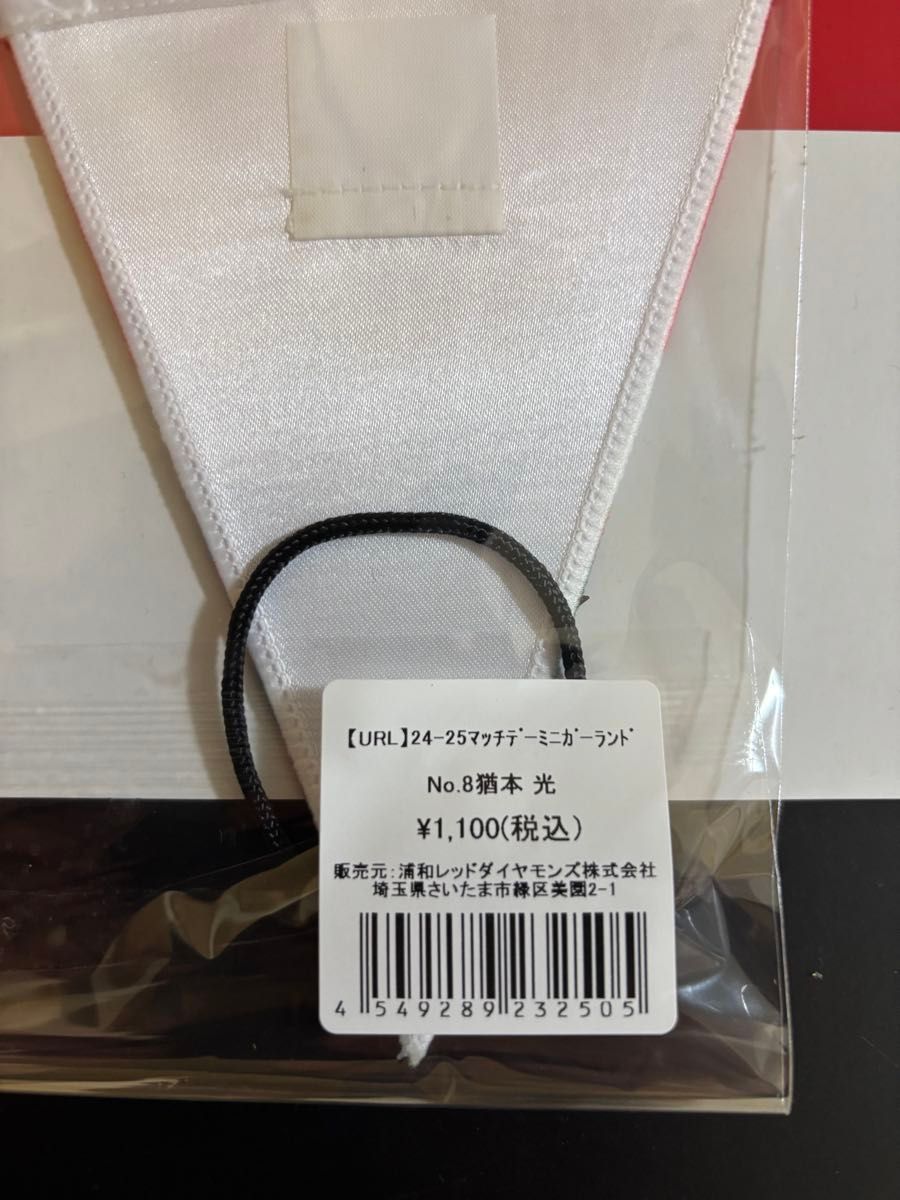 【URL】24-25ﾏｯﾁﾃﾞｰﾐﾆｶﾞｰﾗﾝﾄﾞ
No.8猶本 光
¥1,100(税込)
販売元:浦和レッドダイヤモンズ株式会社
埼玉県さいたま市緑区美園2-1
4549289232505